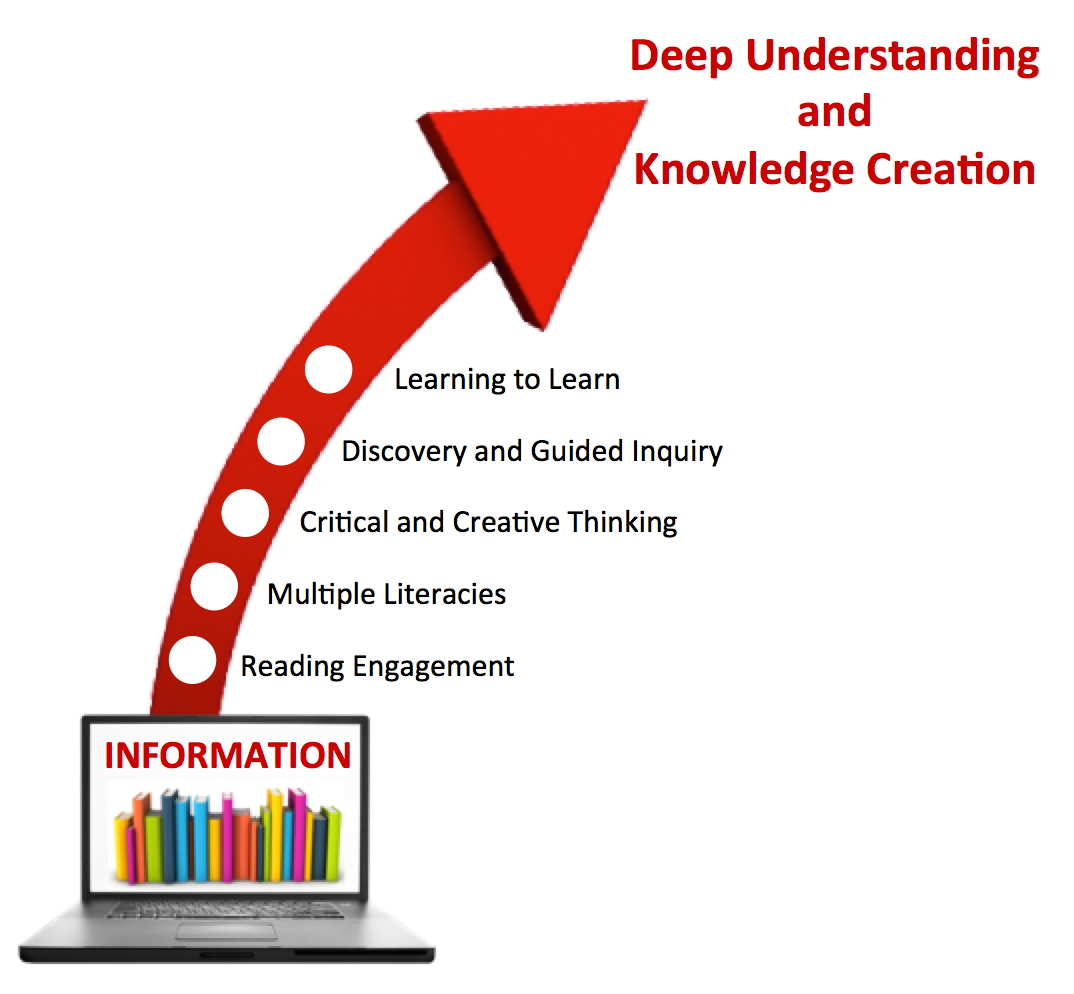 Deep Understanding
and
Knowledge Creation
Learning to Learn
Discovery and Guided Inquiry
Critical and Creative Thinking
Multiple Literacies
Reading Engagement
INFORMATION